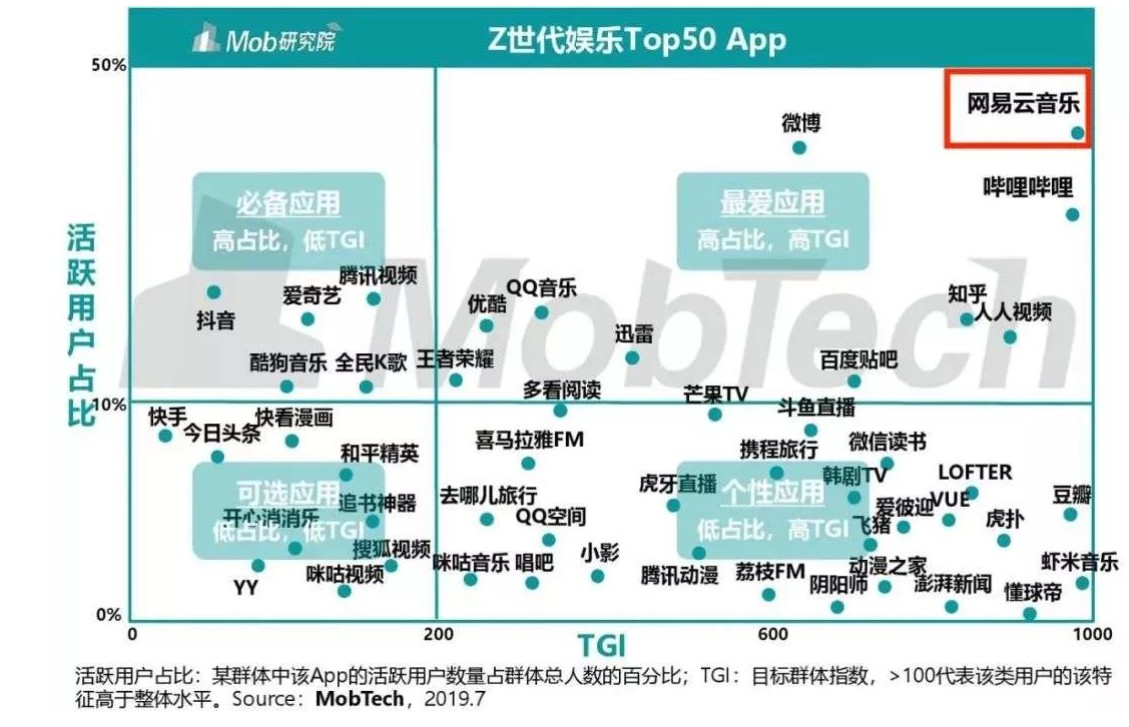 Mob研究院
Z世代娱乐Top50 App
50%
网易云音乐
微博
哔哩哔哩
必备应用
高占比，低TGI
最爱应用
高占比，高TGI
活跃用户占比
MobTech
腾讯视频
爱奇艺
抖音
优酷
QQ音乐
知乎
人人视频
迅雷
酷狗音乐
全民K歌
王者荣耀
百度贴吧
多看阅读
芒果TV
10%
斗鱼直播
快手
今日头条
快看漫画
喜马拉雅FM
携程旅行
微信读书
和平精英
韩剧TV
LOFTER
虎牙直播
可选应用
低占比，低TGI
个性应用
低占比，高TGI
追书神器
去哪儿旅行
爱彼迎
VUE
豆瓣
开心消消乐
QQ空间
飞猪
虎扑
搜狐视频
咪咕音乐
唱吧
小影
动漫之家
虾米音乐
YY
咪咕视频
腾讯动漫
荔枝FM
阴阳师
澎湃新闻
懂球帝
0%
0
200
TGI
600
1000
活跃用户占比：某群体中该App的活跃用户数量占群体总人数的百分比；TGI：目标群体指数，>100代表该类用户的该特
征高于整体水平。Source：MobTech，2019.7